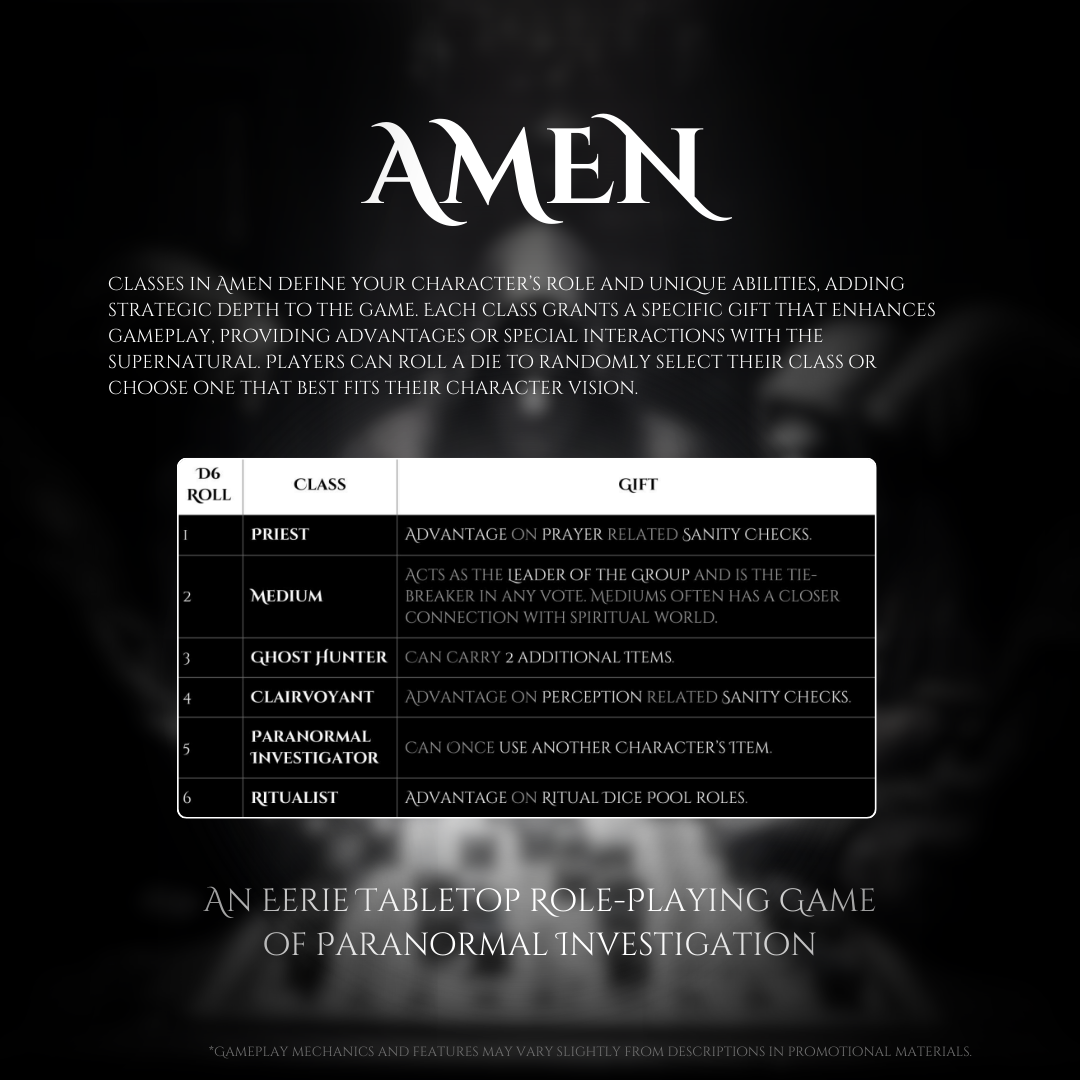 AMEN
CLASSES IN AMEN DEFINE YOUR CHARACTER'S ROLE AND UNIQUE ABILITIES, ADDING
STRATEGIC DEPTH TO THE GAME. EACH CLASS GRANTS A SPECIFIC GIFT THAT ENHANCES
GAMEPLAY, PROVIDING ADVANTAGES OR SPECIAL INTERACTIONS WITH THE
SUPERNATURAL. PLAYERS CAN ROLL A DIE TO RANDOMLY SELECT THEIR CLASS OR
CHOOSE ONE THAT BEST FITS THEIR CHARACTER VISION.
D6
ROLL
CLASS
GIFT
1
PRIEST
ADVANTAGE ON PRAYER RELATED SANITY CHECKS.
2
MEDIUM
ACTS AS THE LEADER OF THE GROUP AND IS THE TIE-
BREAKER IN ANY VOTE. MEDIUMS OFTEN HAS A CLOSER
CONNECTION WITH SPIRITUAL WORLD.
3
GHOST HUNTER
CAN CARRY 2 ADDITIONAL ITEMS.
4
CLAIRVOYANT
ADVANTAGE ON PERCEPTION RELATED SANITY CHECKS.
5
PARANORMAL
INVESTIGATOR
CAN ONCE USE ANOTHER CHARACTER'S ITEM.
6
RITUALIST
ADVANTAGE ON RITUAL DICE POOL ROLES.
AN EERIE TABLETOP ROLE-PLAYING GAME
OF PARANORMAL INVESTIGATION
*GAMEPLAY MECHANICS AND FEATURES MAY VARY SLIGHTLY FROM DESCRIPTIONS IN PROMOTIONAL MATERIALS.